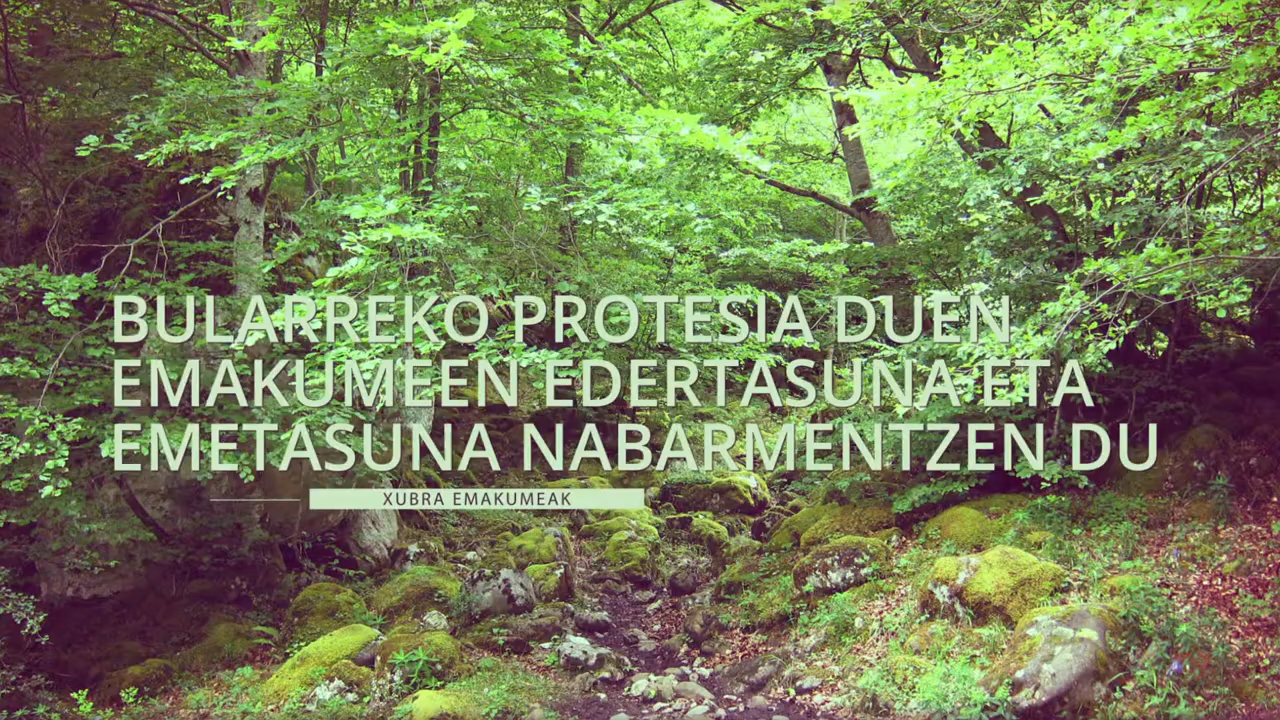 BULARREKO PROTESIA DUEN
EMAKUMEEN EDERTASUNA ETA
EMETASUNA NABARMENTZEN DU
XUBRA EMAKUMEAK